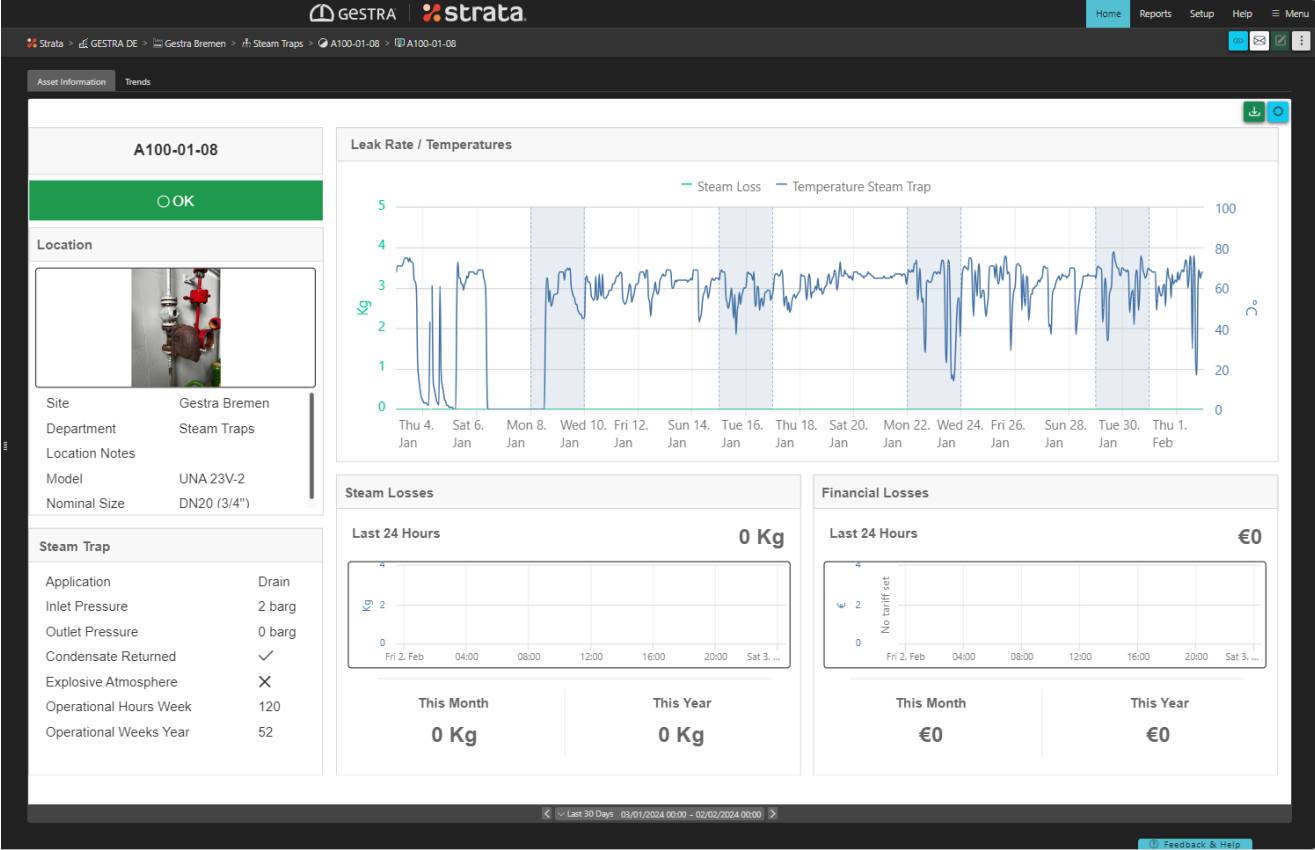 GESTRA strata
Home Reports Setup Help Menu
Strata > GESTRA DE > Gestra Bremen > Steam Traps > A100-01-08 > A100-01-08
Asset Information Trends
A100-01-08
OK
Location
Site Gestra Bremen
Department Steam Traps
Location Notes
Model UNA 23V-2
Nominal Size DN20 (3/4")
Steam Trap
Application Drain
Inlet Pressure 2 barg
Outlet Pressure 0 barg
Condensate Returned ✓
Explosive Atmosphere ✕
Operational Hours Week 120
Operational Weeks Year 52
Leak Rate / Temperatures
Steam Loss Temperature Steam Trap
5 100
4 80
3 60
Kg °C
2 40
1 20
0 0
Thu 4. Jan Sat 6. Jan Mon 8. Jan Wed 10. Jan Fri 12. Jan Sun 14. Jan Tue 16. Jan Thu 18. Jan Sat 20. Jan Mon 22. Jan Wed 24. Jan Fri 26. Jan Sun 28. Jan Tue 30. Jan Thu 1. Feb
Steam Losses
Last 24 Hours 0 Kg
4
Kg 2
0
Fri 2. Feb 04:00 08:00 12:00 16:00 20:00 Sat 3. ...
This Month This Year
0 Kg 0 Kg
Financial Losses
Last 24 Hours €0
4
€ 2
No tariff set
0
Fri 2. Feb 04:00 08:00 12:00 16:00 20:00 Sat 3. ...
This Month This Year
€0 €0
Last 30 Days 03/01/2024 00:00 - 02/02/2024 00:00
Feedback & Help